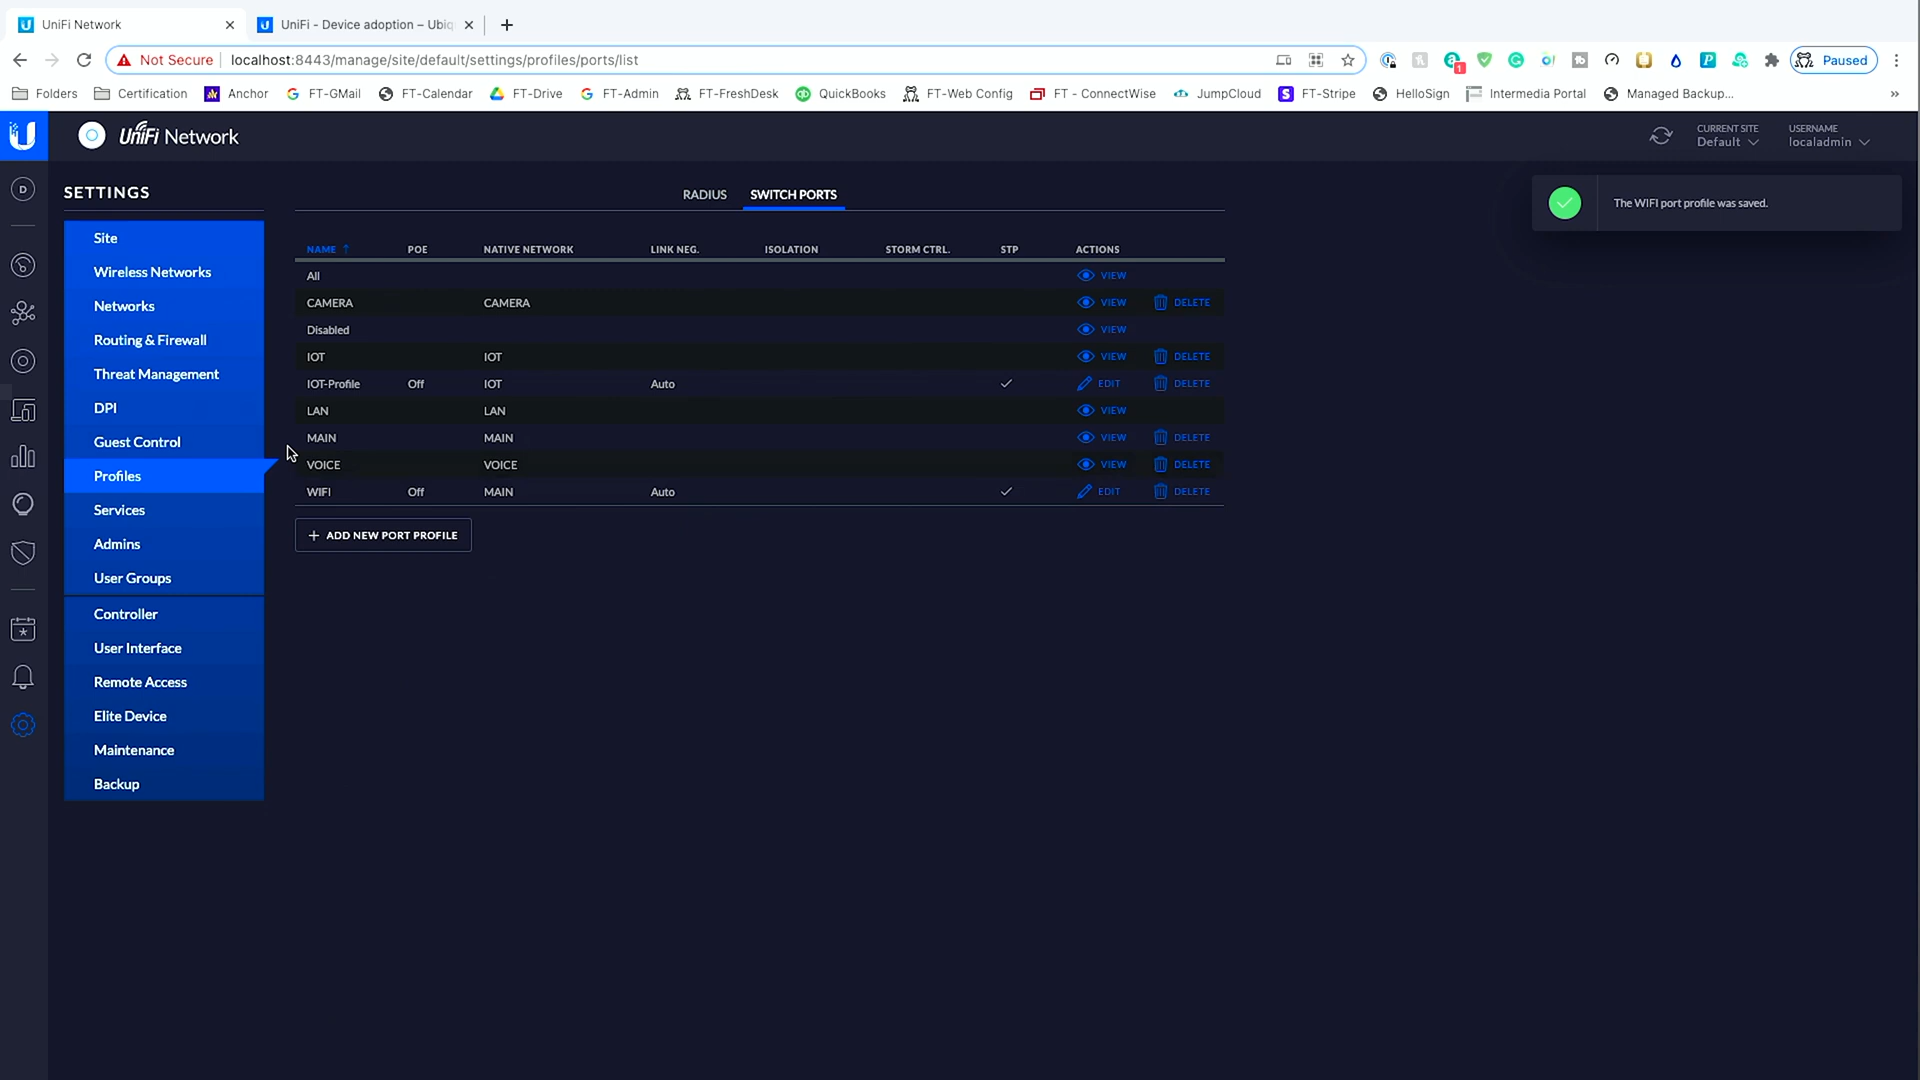 UniFi Network
UniFi - Device adoption – Ubiq
Not Secure localhost:8443/manage/site/default/settings/profiles/ports/list Paused
Folders Certification Anchor FT-GMail FT-Calendar FT-Drive FT-Admin FT-FreshDesk QuickBooks FT-Web Config FT - ConnectWise JumpCloud FT-Stripe HelloSign Intermedia Portal Managed Backup... »
UniFi Network
CURRENT SITE
Default
USERNAME
localadmin
SETTINGS
Site
Wireless Networks
Networks
Routing & Firewall
Threat Management
DPI
Guest Control
Profiles
Services
Admins
User Groups
Controller
User Interface
Remote Access
Elite Device
Maintenance
Backup
RADIUS SWITCH PORTS
NAME POE NATIVE NETWORK LINK NEG. ISOLATION STORM CTRL. STP ACTIONS
All VIEW
CAMERA CAMERA VIEW DELETE
Disabled VIEW
IOT IOT VIEW DELETE
IOT-Profile Off IOT Auto EDIT DELETE
LAN LAN VIEW
MAIN MAIN VIEW DELETE
VOICE VOICE VIEW DELETE
WIFI Off MAIN Auto EDIT DELETE
+ ADD NEW PORT PROFILE
The WIFI port profile was saved.